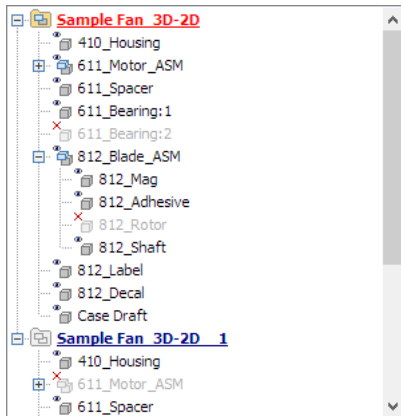 Sample Fan_3D-2D
410_Housing
611_Motor_ASM
611_Spacer
611_Bearing:1
611_Bearing:2
812_Blade_ASM
812_Mag
812_Adhesive
812_Rotor
812_Shaft
812_Label
812_Decal
Case Draft
Sample Fan_3D-2D__1
410_Housing
611_Motor_ASM
611_Spacer